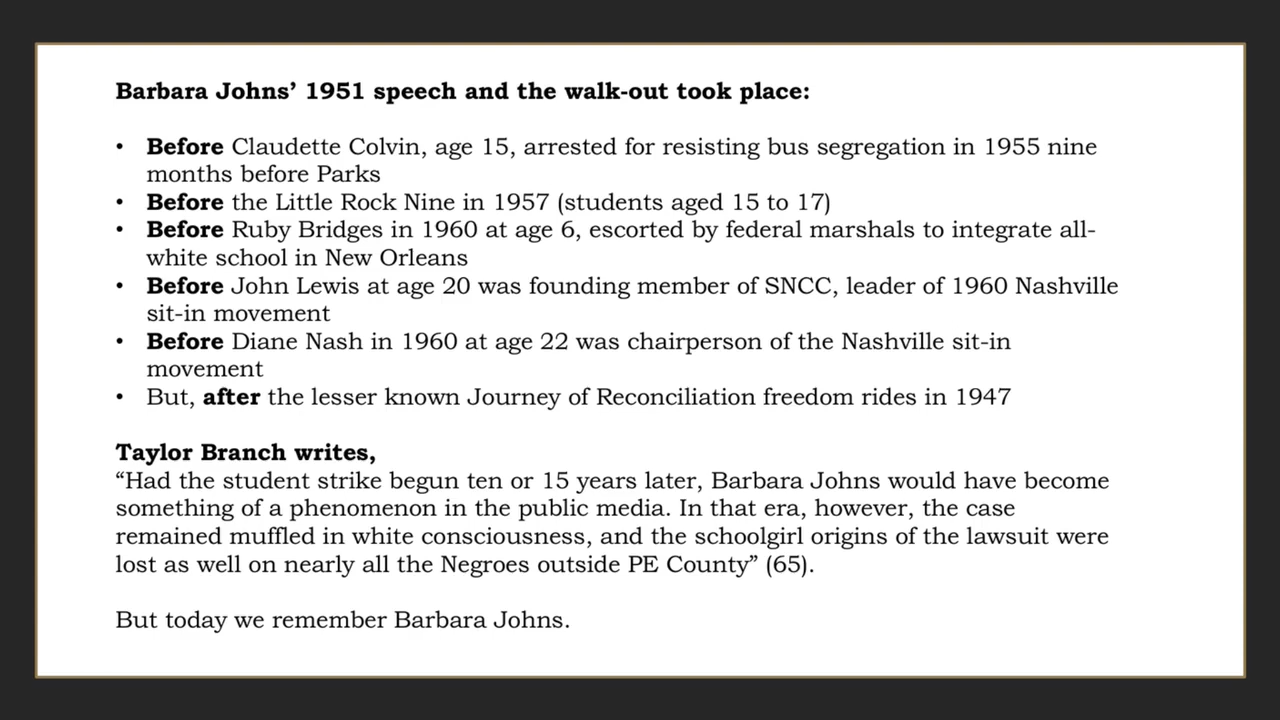 Barbara Johns’ 1951 speech and the walk-out took place:
• Before Claudette Colvin, age 15, arrested for resisting bus segregation in 1955 nine
months before Parks
• Before the Little Rock Nine in 1957 (students aged 15 to 17)
• Before Ruby Bridges in 1960 at age 6, escorted by federal marshals to integrate all-
white school in New Orleans
• Before John Lewis at age 20 was founding member of SNCC, leader of 1960 Nashville
sit-in movement
• Before Diane Nash in 1960 at age 22 was chairperson of the Nashville sit-in
movement
• But, after the lesser known Journey of Reconciliation freedom rides in 1947
Taylor Branch writes,
“Had the student strike begun ten or 15 years later, Barbara Johns would have become
something of a phenomenon in the public media. In that era, however, the case
remained muffled in white consciousness, and the schoolgirl origins of the lawsuit were
lost as well on nearly all the Negroes outside PE County” (65).
But today we remember Barbara Johns.